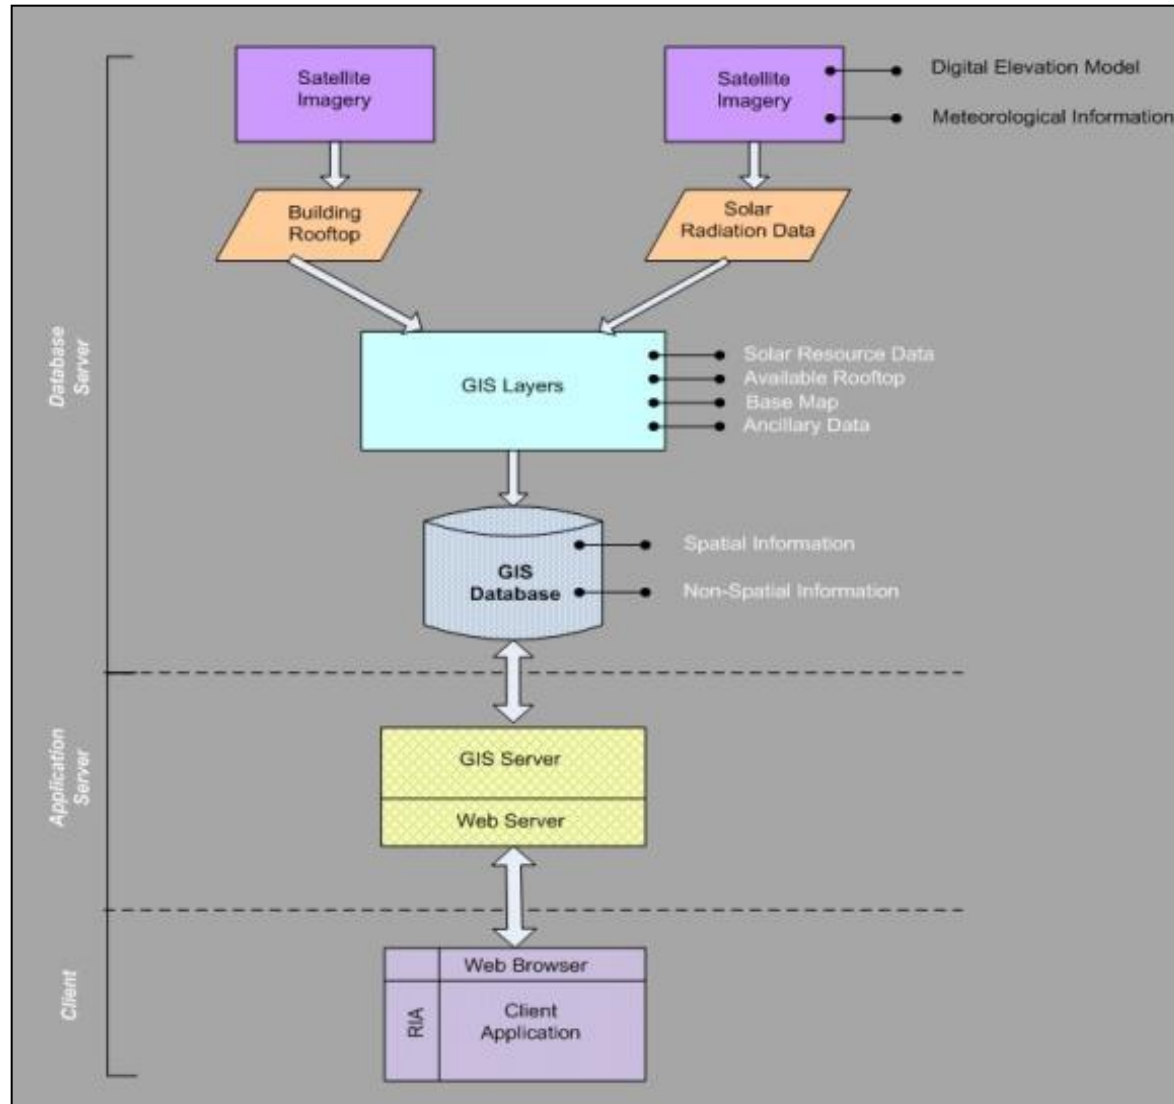 Satellite
Imagery
Satellite
Imagery
Digital Elevation Model
Meteorological Information
Building
Rooftop
Solar
Radiation Data
Database
Server
GIS Layers
Solar Resource Data
Available Rooftop
Base Map
Ancillary Data
GIS
Database
Spatial Information
Non-Spatial Information
Application
Server
GIS Server
Web Server
Client
Web Browser
RIA
Client
Application